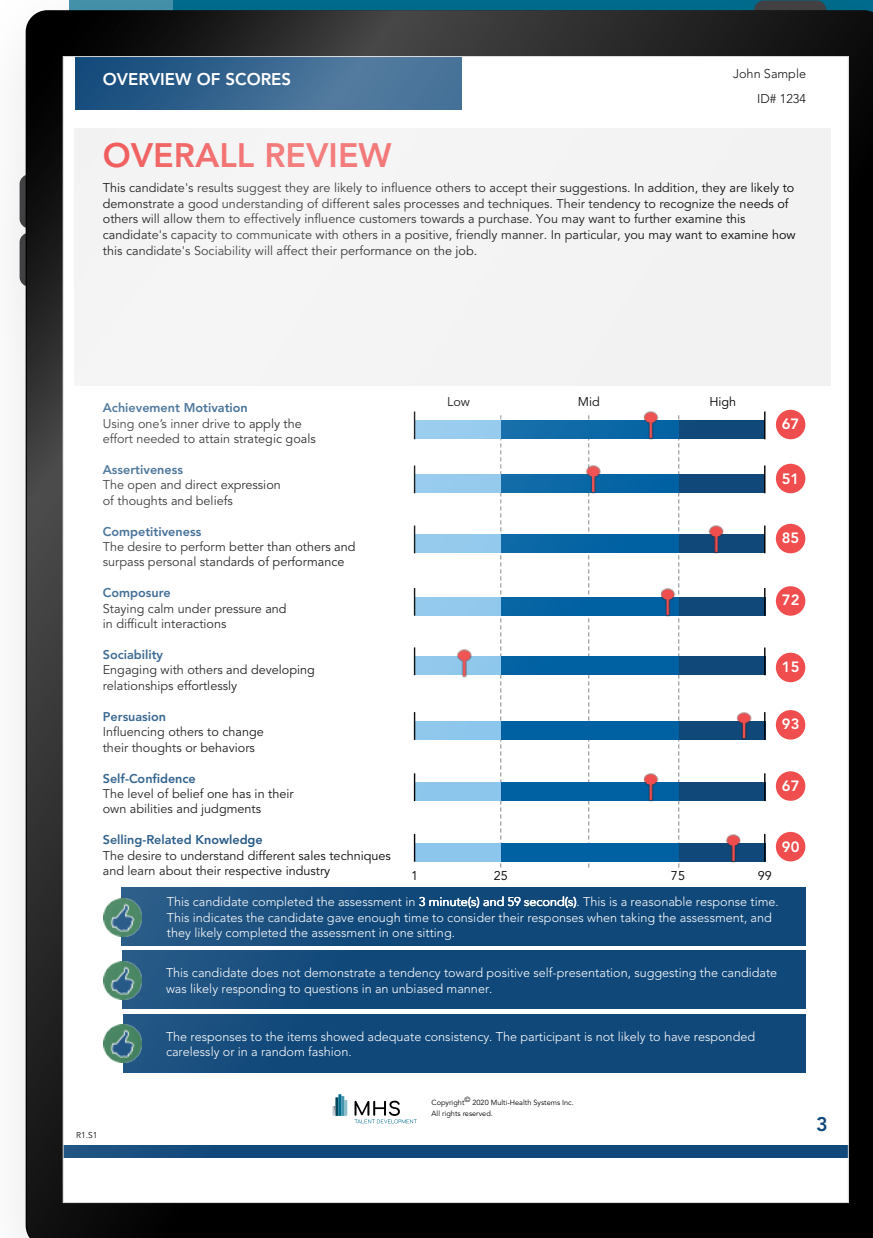 OVERVIEW OF SCORES
John Sample
ID# 1234
OVERALL REVIEW
This candidate's results suggest they are likely to influence others to accept their suggestions. In addition, they are likely to
demonstrate a good understanding of different sales processes and techniques. Their tendency to recognize the needs of
others will allow them to effectively influence customers towards a purchase. You may want to further examine this
candidate's capacity to communicate with others in a positive, friendly manner. In particular, you may want to examine how
this candidate's Sociability will affect their performance on the job.
Low Mid High
Achievement Motivation
Using one's inner drive to apply the
effort needed to attain strategic goals
67
Assertiveness
The open and direct expression
of thoughts and beliefs
51
Competitiveness
The desire to perform better than others and
surpass personal standards of performance
85
Composure
Staying calm under pressure and
in difficult interactions
72
Sociability
Engaging with others and developing
relationships effortlessly
15
Persuasion
Influencing others to change
their thoughts or behaviors
93
Self-Confidence
The level of belief one has in their
own abilities and judgments
67
Selling-Related Knowledge
The desire to understand different sales techniques
and learn about their respective industry
90
1 25 75 99
This candidate completed the assessment in 3 minute(s) and 59 second(s). This is a reasonable response time.
This indicates the candidate gave enough time to consider their responses when taking the assessment, and
they likely completed the assessment in one sitting.
This candidate does not demonstrate a tendency toward positive self-presentation, suggesting the candidate
was likely responding to questions in an unbiased manner.
The responses to the items showed adequate consistency. The participant is not likely to have responded
carelessly or in a random fashion.
MHS
TALENT DEVELOPMENT
Copyright© 2020 Multi-Health Systems Inc.
All rights reserved.
3
R1.S1